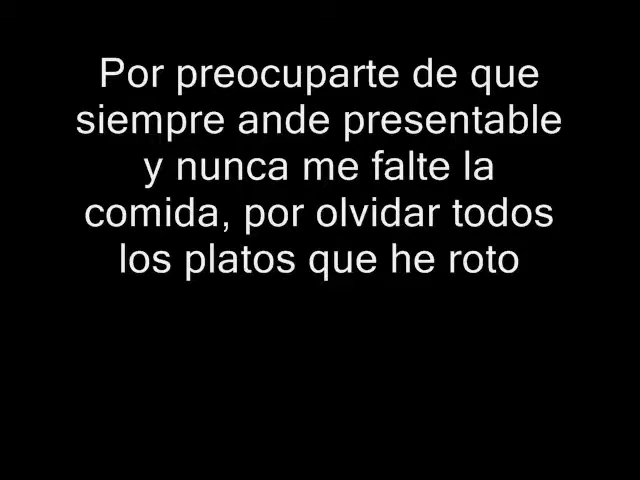 Por preocuparte de que
siempre ande presentable
y nunca me falte la
comida, por olvidar todos
los platos que he roto